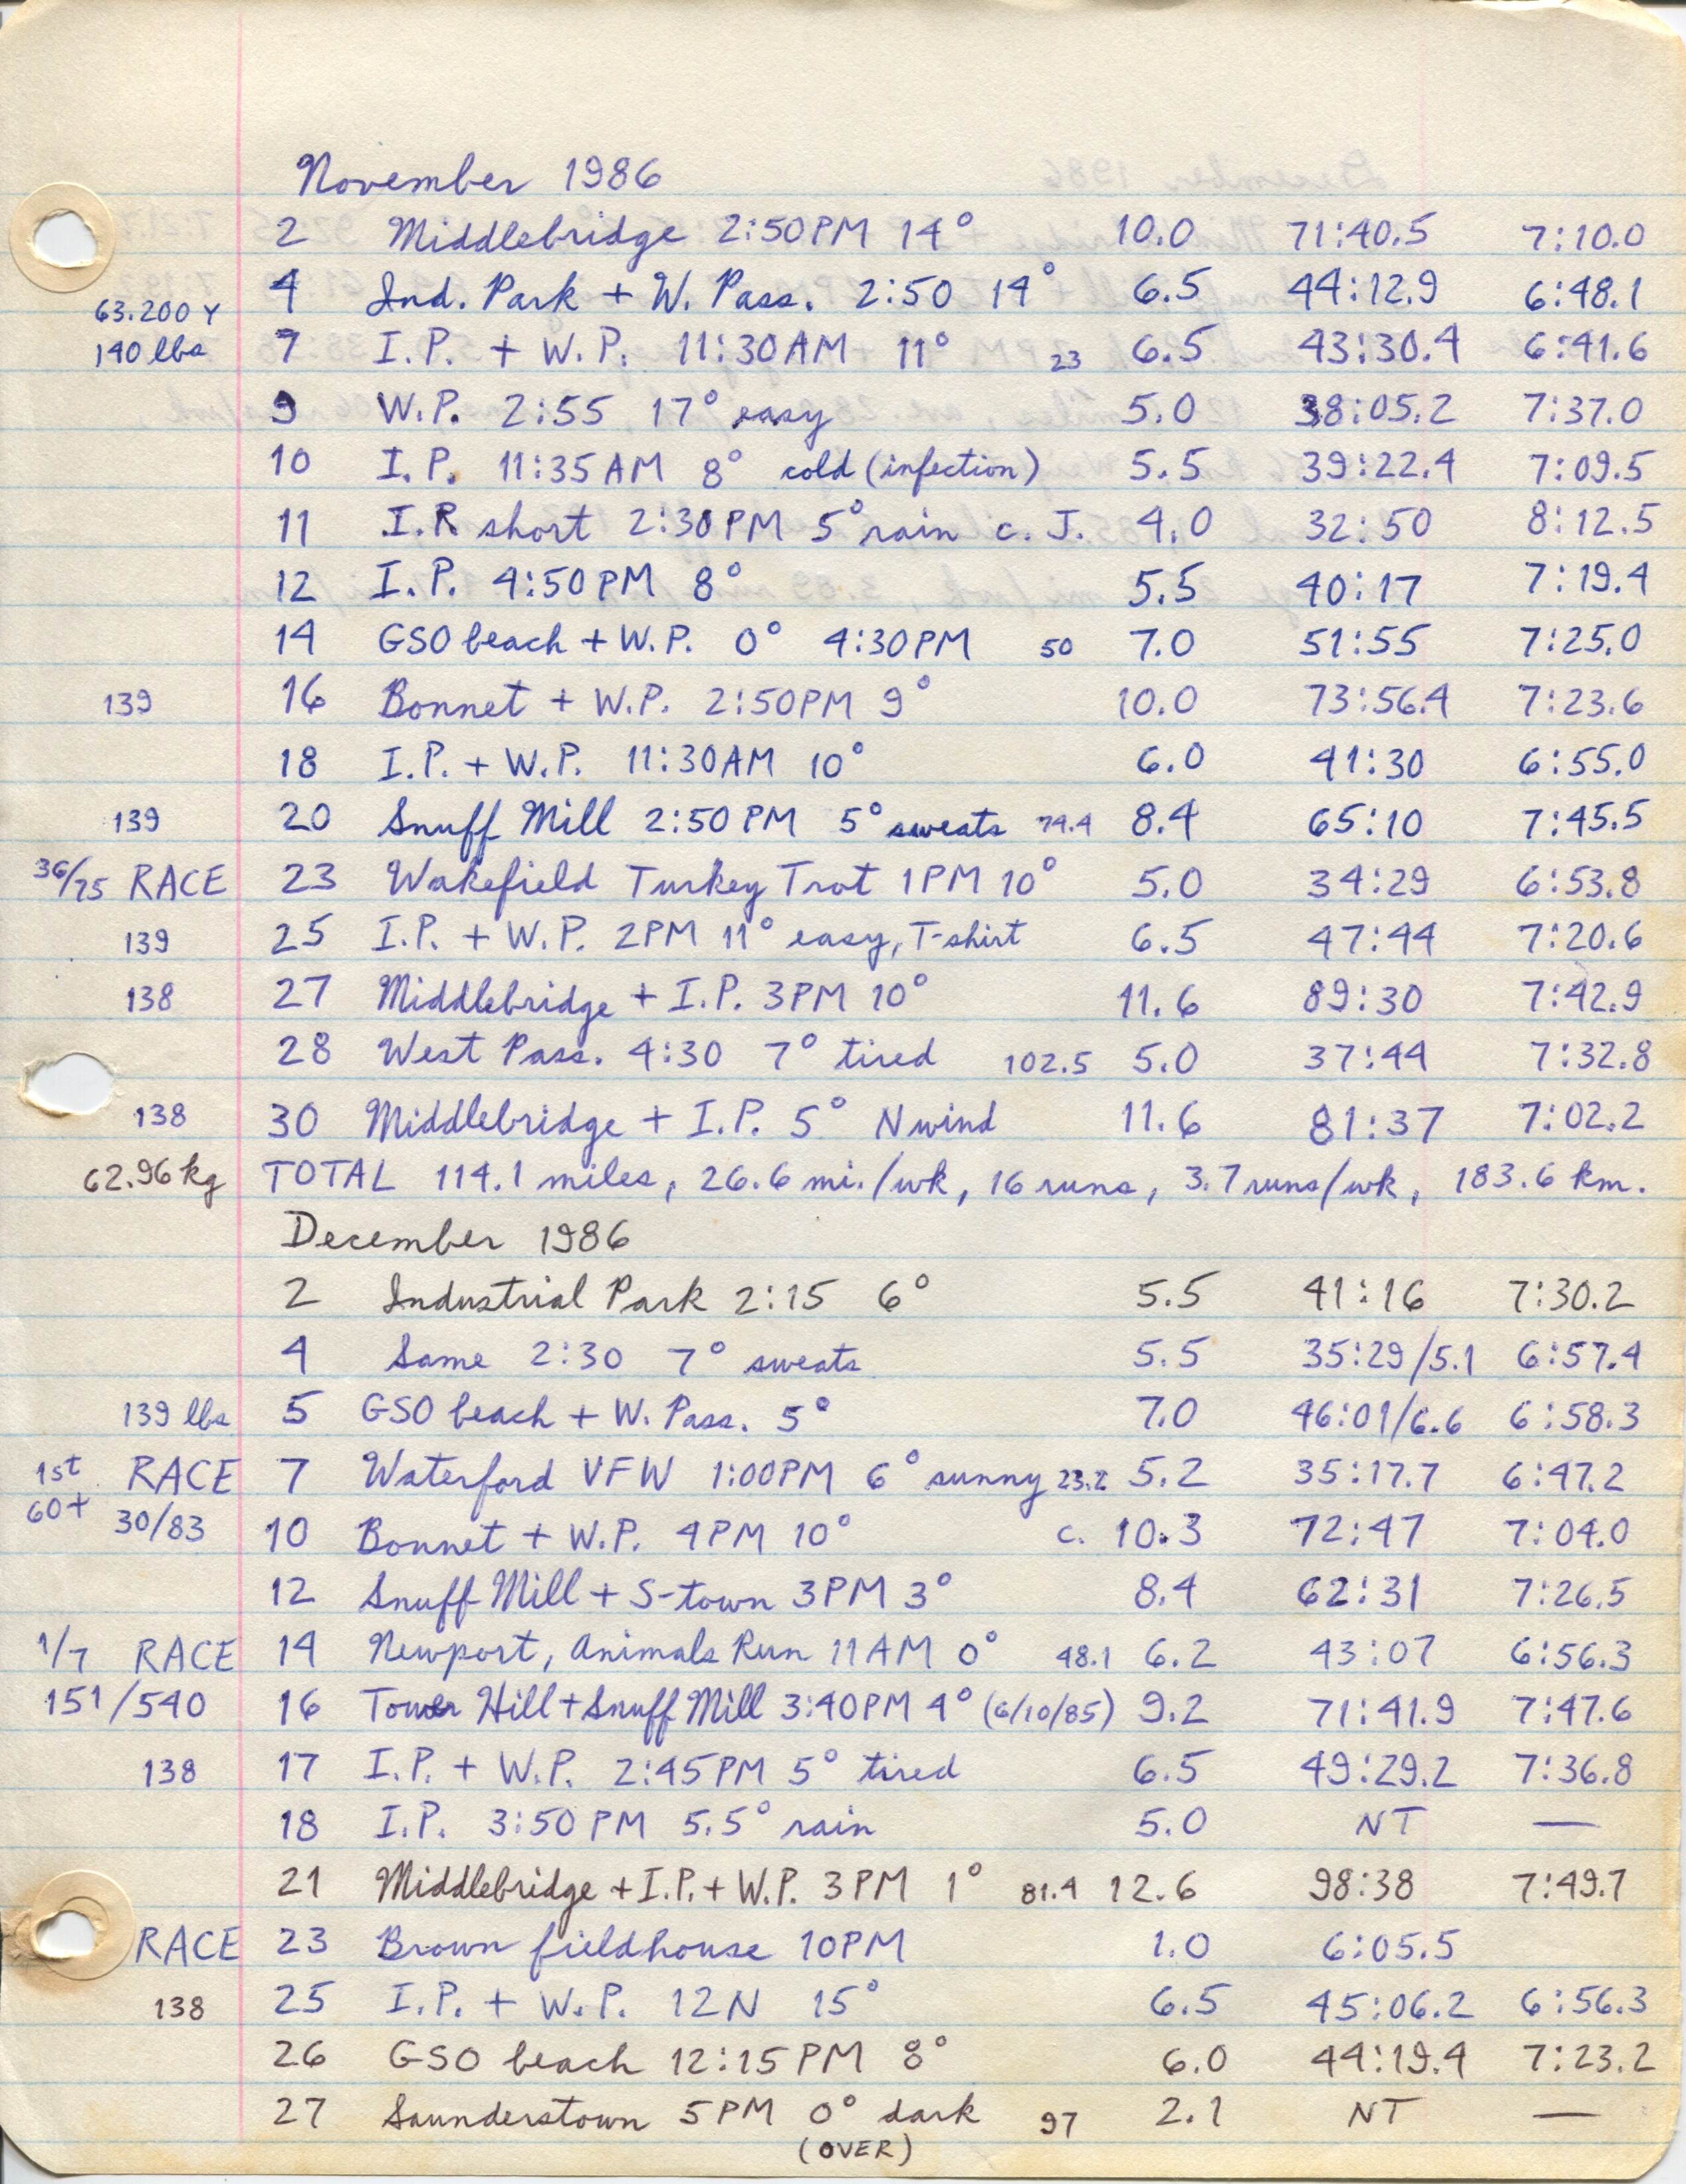 November 1986
2 Middlebridge 2:50PM 14° 10.0 71:40.5 7:10.0
4 Ind. Park + W. Pass. 2:50 14° 6.5 44:12.9 6:48.1
63.200 Y
140 lbs 7 I.P. + W.P. 11:30AM 11° 23 6.5 43:30.4 6:41.6
9 W.P. 2:55 17° easy 5.0 38:05.2 7:37.0
10 I.P. 11:35AM 8° cold (infection) 5.5 39:22.4 7:09.5
11 I.P. short 2:30PM 5° rain c. J. 4.0 32:50 8:12.5
12 I.P. 4:50PM 8° 5.5 40:17 7:19.4
14 GSO beach + W.P. 0° 4:30PM 50 7.0 51:55 7:25.0
139 16 Bonnet + W.P. 2:50PM 9° 10.0 73:56.4 7:23.6
18 I.P. + W.P. 11:30AM 10° 6.0 41:30 6:55.0
139 20 Snuff Mill 2:50PM 5° sweats 74.4 8.4 65:10 7:45.5
36/75 RACE 23 Wakefield Turkey Trot 1PM 10° 5.0 34:29 6:53.8
139 25 I.P. + W.P. 2PM 11° easy, T-shirt 6.5 47:44 7:20.6
138 27 Middlebridge + I.P. 3PM 10° 11.6 89:30 7:42.9
28 West Pass. 4:30 7° tired 102.5 5.0 37:44 7:32.8
138 30 Middlebridge + I.P. 5° N wind 11.6 81:37 7:02.2
62.96 kg TOTAL 114.1 miles, 26.6 mi./wk, 16 runs, 3.7 runs/wk, 183.6 km.
December 1986
2 Industrial Park 2:15 6° 5.5 41:16 7:30.2
4 Same 2:30 7° sweats 5.5 35:29/5.1 6:57.4
139 lbs 5 GSO beach + W. Pass. 5° 7.0 46:01/6.6 6:58.3
1st RACE 7 Waterford VFW 1:00PM 6° sunny 23.2 5.2 35:17.7 6:47.2
60+ 30/83 10 Bonnet + W.P. 4PM 10° c. 10.3 72:47 7:04.0
12 Snuff Mill + S-town 3PM 3° 8.4 62:31 7:26.5
1/7 RACE 14 Newport, Animals Run 11AM 0° 48.1 6.2 43:07 6:56.3
151/540 16 Tower Hill + Snuff Mill 3:40PM 4° (6/10/85) 9.2 71:41.9 7:47.6
138 17 I.P. + W.P. 2:45PM 5° tired 6.5 49:29.2 7:36.8
18 I.P. 3:50PM 5.5° rain 5.0 NT —
21 Middlebridge + I.P. + W.P. 3PM 1° 81.4 12.6 98:38 7:49.7
RACE 23 Brown fieldhouse 10PM 1.0 6:05.5
138 25 I.P. + W.P. 12N 15° 6.5 45:06.2 6:56.3
26 GSO beach 12:15PM 8° 6.0 44:19.4 7:23.2
27 Saunderstown 5PM 0° dark 97 2.1 NT —
(OVER)